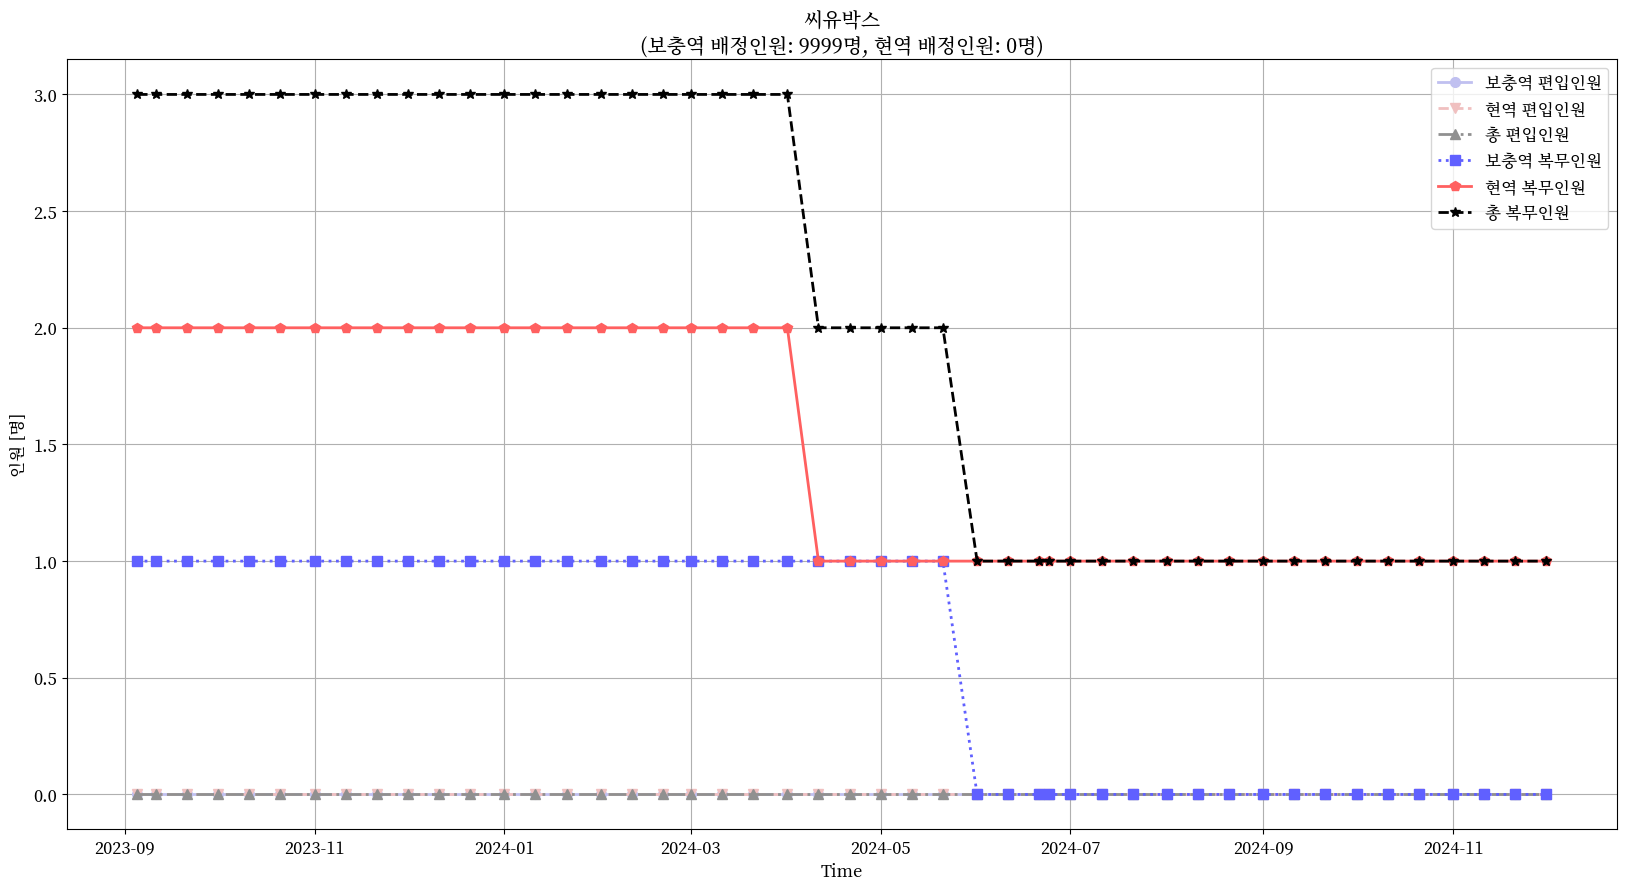 씨유박스
(보충역 배정인원: 9999명, 현역 배정인원: 0명)
보충역 편입인원
현역 편입인원
총 편입인원
보충역 복무인원
현역 복무인원
총 복무인원
3.0
2.5
2.0
1.5
1.0
0.5
0.0
인원 [명]
2023-09 2023-11 2024-01 2024-03 2024-05 2024-07 2024-09 2024-11
Time